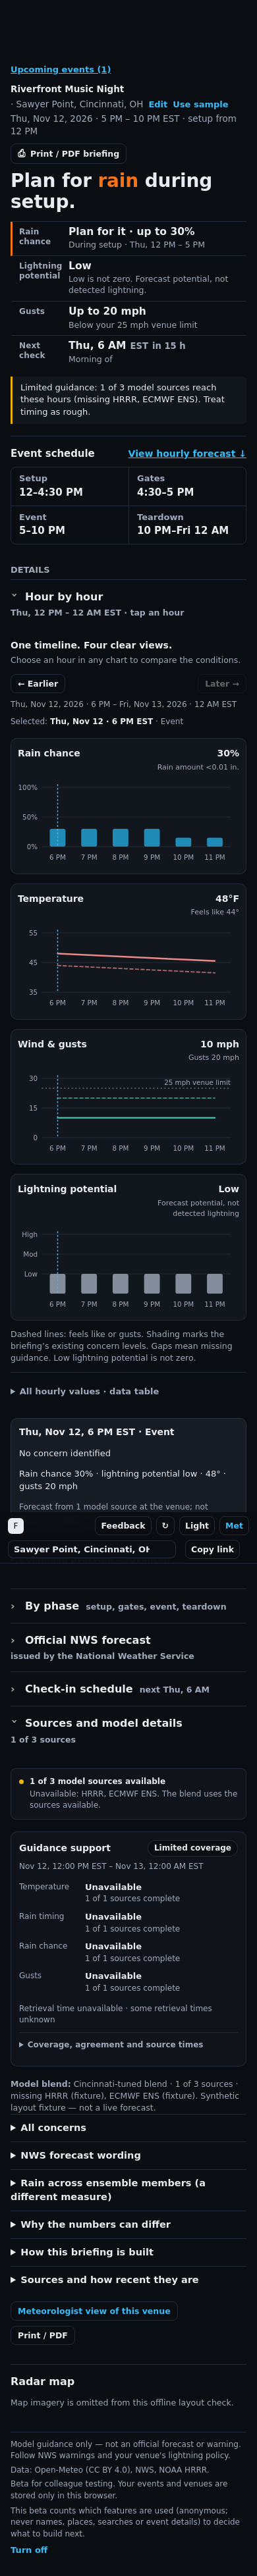 Upcoming events (1)
Riverfront Music Night
· Sawyer Point, Cincinnati, OH Edit Use sample
Thu, Nov 12, 2026 · 5 PM – 10 PM EST · setup from
12 PM
⎙ Print / PDF briefing
Plan for rain during
setup.
Rain
chance
Plan for it · up to 30%
During setup · Thu, 12 PM – 5 PM
Lightning
potential
Low
Low is not zero. Forecast potential, not
detected lightning.
Gusts
Up to 20 mph
Below your 25 mph venue limit
Next
check
Thu, 6 AM EST in 15 h
Morning of
Limited guidance: 1 of 3 model sources reach
these hours (missing HRRR, ECMWF ENS). Treat
timing as rough.
Event schedule View hourly forecast ↓
Setup
12–4:30 PM
Gates
4:30–5 PM
Event
5–10 PM
Teardown
10 PM–Fri 12 AM
DETAILS
Hour by hour
Thu, 12 PM – 12 AM EST · tap an hour
One timeline. Four clear views.
Choose an hour in any chart to compare the conditions.
← Earlier Later →
Thu, Nov 12, 2026 · 6 PM – Fri, Nov 13, 2026 · 12 AM EST
Selected: Thu, Nov 12 · 6 PM EST · Event
Rain chance 30%
Rain amount <0.01 in.
100%
50%
0%
6 PM 7 PM 8 PM 9 PM 10 PM 11 PM
Temperature 48°F
Feels like 44°
55
45
35
6 PM 7 PM 8 PM 9 PM 10 PM 11 PM
Wind & gusts 10 mph
Gusts 20 mph
30
25 mph venue limit
15
0
6 PM 7 PM 8 PM 9 PM 10 PM 11 PM
Lightning potential Low
Forecast potential, not
detected lightning
High
Mod
Low
6 PM 7 PM 8 PM 9 PM 10 PM 11 PM
Dashed lines: feels like or gusts. Shading marks the
briefing's existing concern levels. Gaps mean missing
guidance. Low lightning potential is not zero.
▶ All hourly values · data table
Thu, Nov 12, 6 PM EST · Event
No concern identified
Rain chance 30% · lightning potential low · 48° ·
gusts 20 mph
Forecast from 1 model source at the venue; not
F Feedback ↻ Light Met
Sawyer Point, Cincinnati, OH Copy link
› By phase setup, gates, event, teardown
› Official NWS forecast
issued by the National Weather Service
› Check-in schedule next Thu, 6 AM
Sources and model details
1 of 3 sources
1 of 3 model sources available
Unavailable: HRRR, ECMWF ENS. The blend uses the
sources available.
Guidance support Limited coverage
Nov 12, 12:00 PM EST – Nov 13, 12:00 AM EST
Temperature Unavailable
1 of 1 sources complete
Rain timing Unavailable
1 of 1 sources complete
Rain chance Unavailable
1 of 1 sources complete
Gusts Unavailable
1 of 1 sources complete
Retrieval time unavailable · some retrieval times
unknown
▶ Coverage, agreement and source times
Model blend: Cincinnati-tuned blend · 1 of 3 sources ·
missing HRRR (fixture), ECMWF ENS (fixture). Synthetic
layout fixture — not a live forecast.
▶ All concerns
▶ NWS forecast wording
▶ Rain across ensemble members (a
different measure)
▶ Why the numbers can differ
▶ How this briefing is built
▶ Sources and how recent they are
Meteorologist view of this venue
Print / PDF
Radar map
Map imagery is omitted from this offline layout check.
Model guidance only — not an official forecast or warning.
Follow NWS warnings and your venue's lightning policy.
Data: Open-Meteo (CC BY 4.0), NWS, NOAA HRRR.
Beta for colleague testing. Your events and venues are
stored only in this browser.
This beta counts which features are used (anonymous;
never names, places, searches or event details) to decide
what to build next.
Turn off